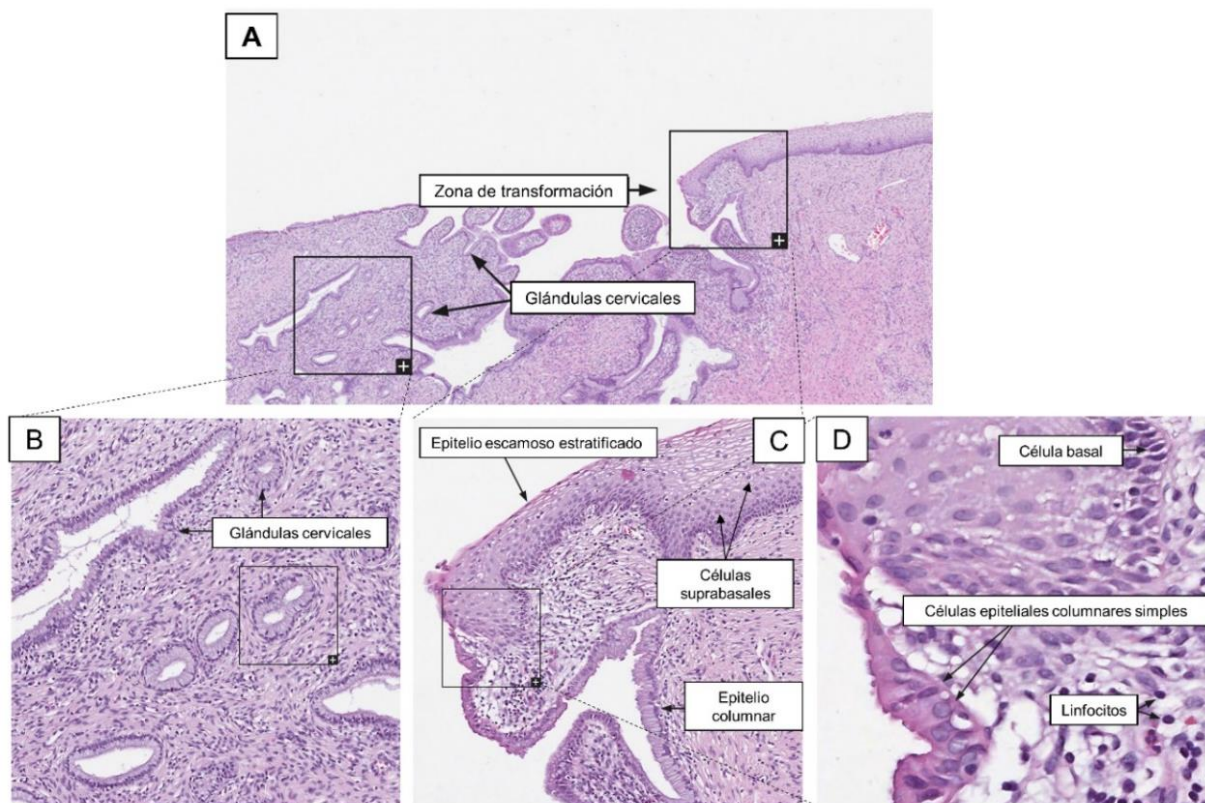 A
Zona de transformación
Glándulas cervicales
B
Glándulas cervicales
C
Epitelio escamoso estratificado
Células
suprabasales
Epitelio
columnar
D
Célula basal
Células epiteliales columnares simples
Linfocitos